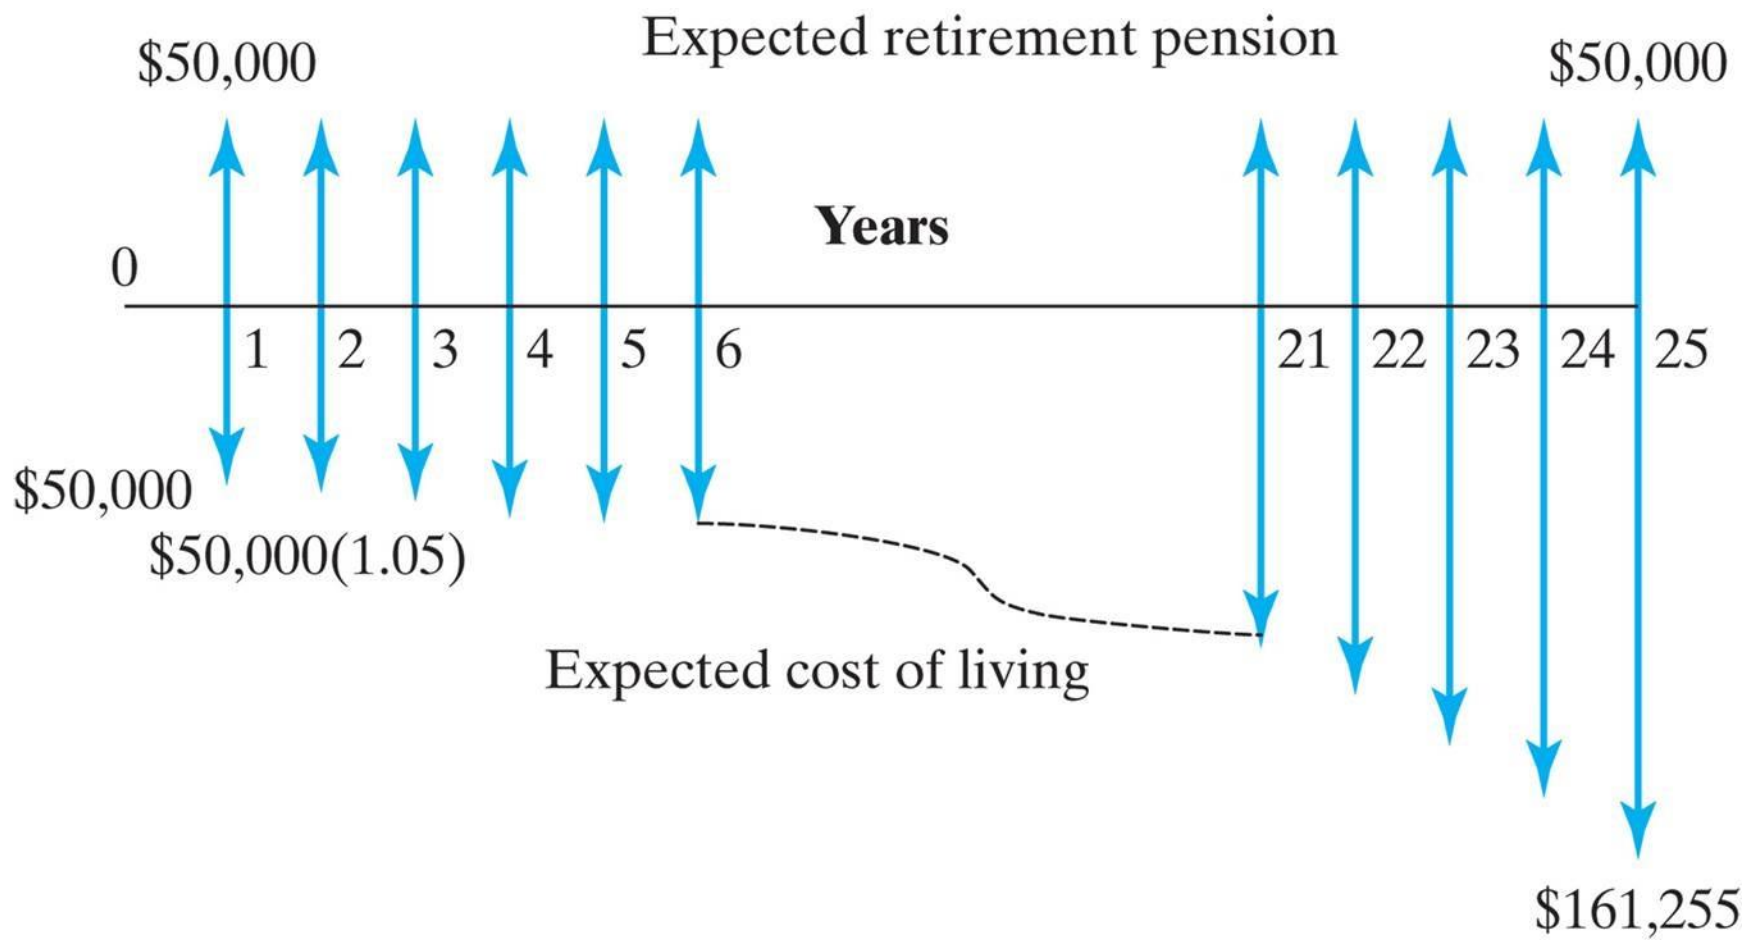 Expected retirement pension
$50,000
$50,000
Years
0
1 2 3 4 5 6 21 22 23 24 25
$50,000
$50,000(1.05)
Expected cost of living
$161,255